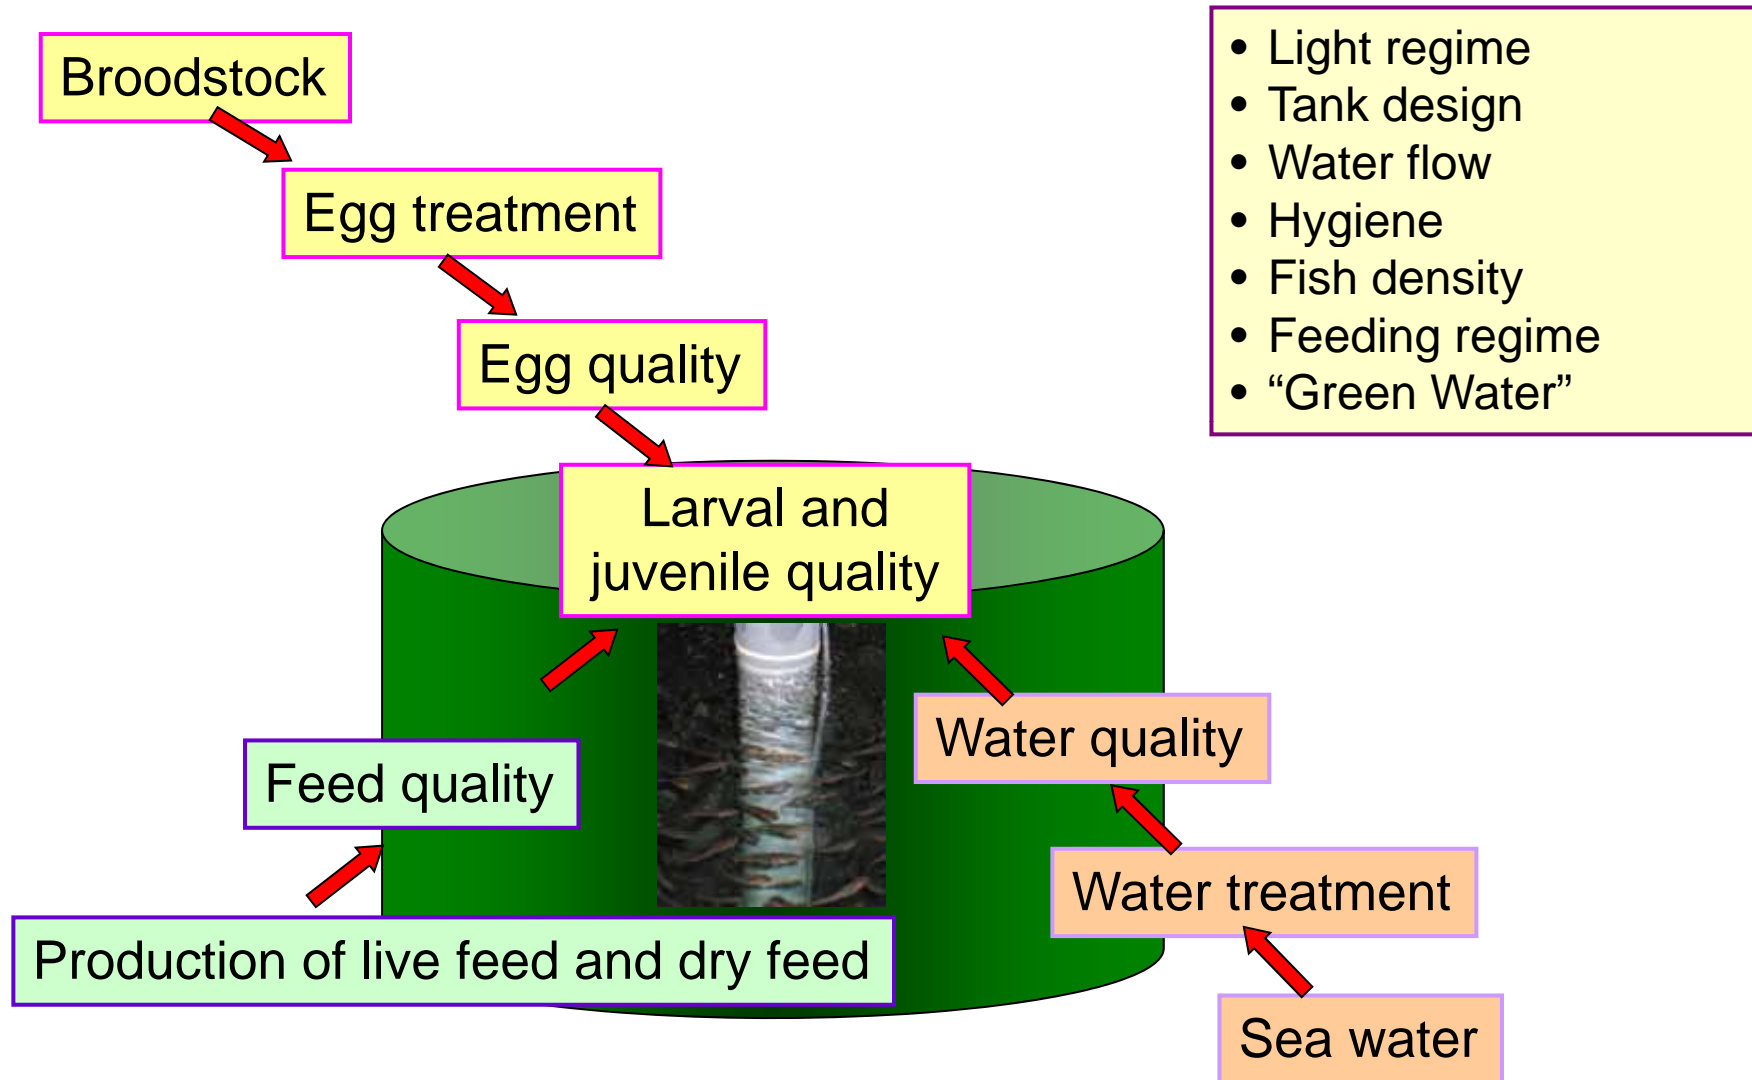 Broodstock
Egg treatment
Egg quality
Larval and
juvenile quality
Feed quality
Production of live feed and dry feed
Water quality
Water treatment
Sea water
• Light regime
• Tank design
• Water flow
• Hygiene
• Fish density
• Feeding regime
• “Green Water”